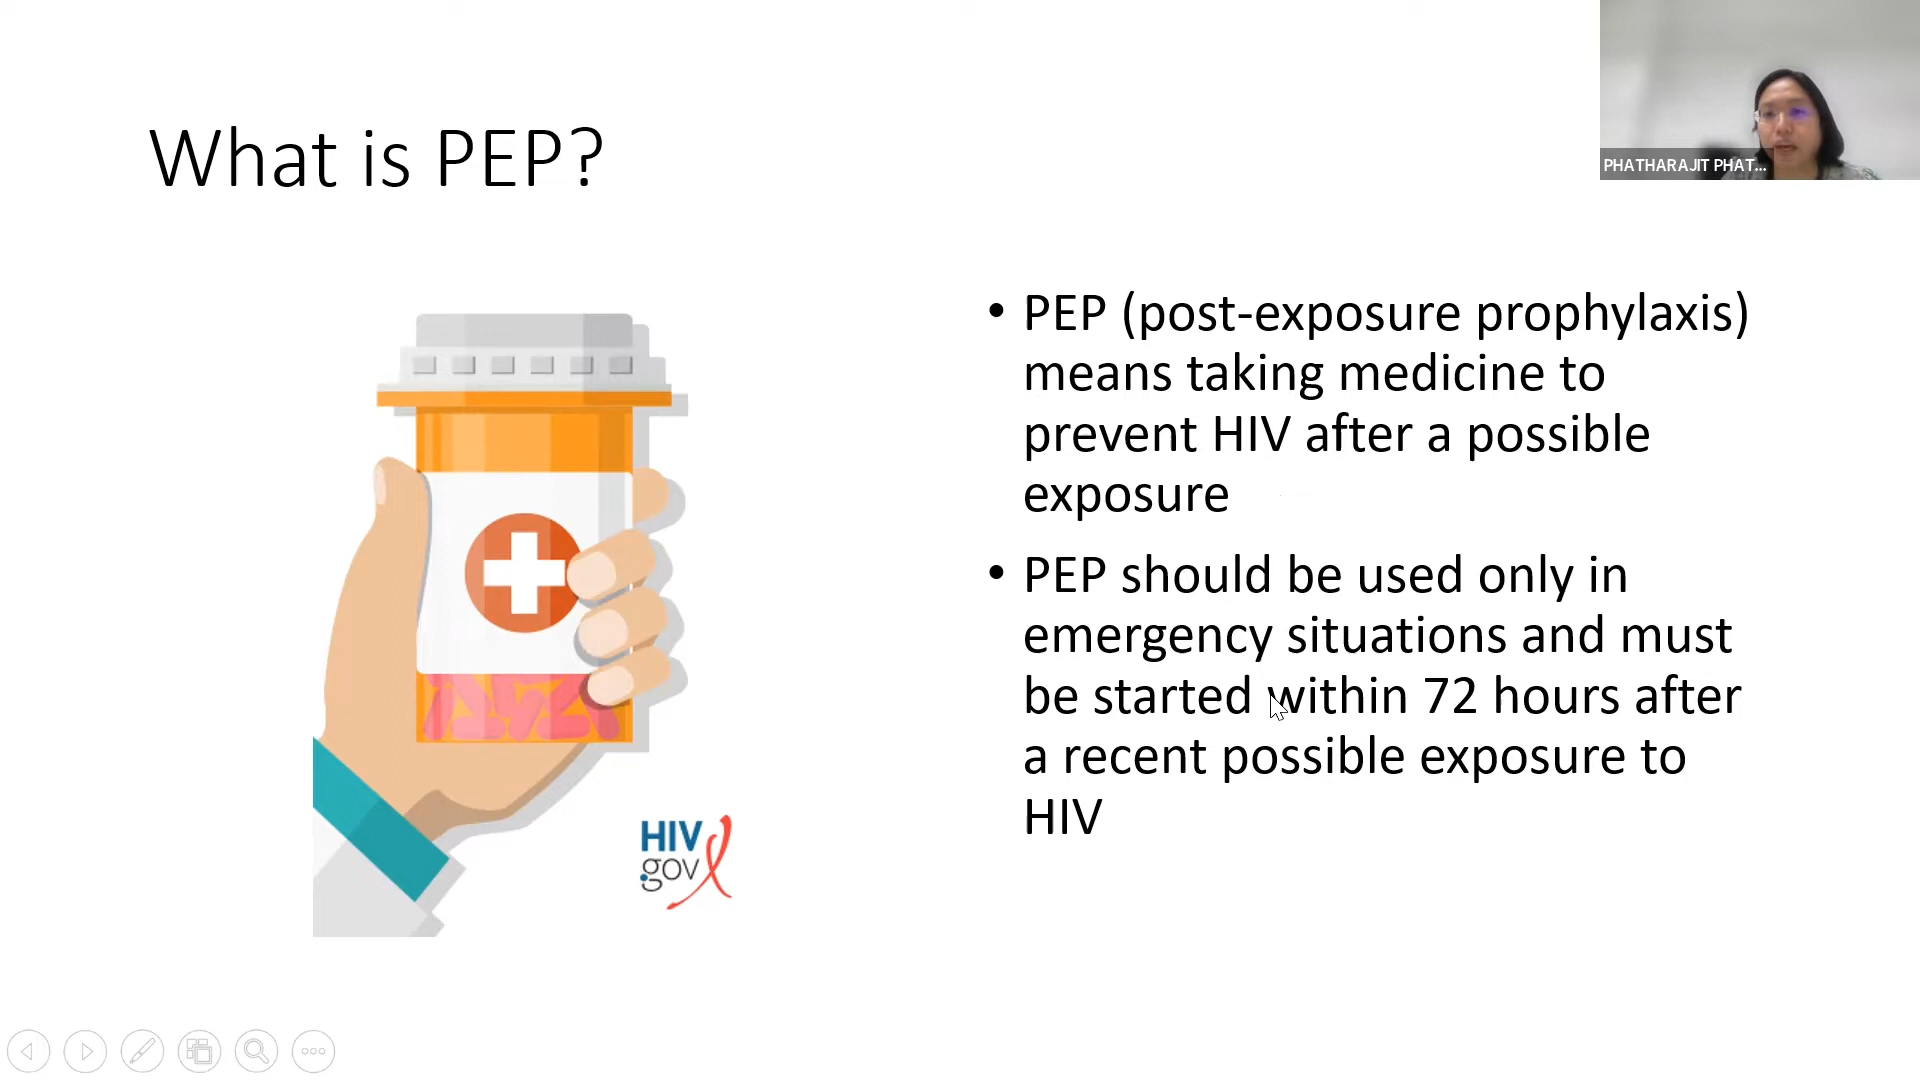 PHATHARAJIT PHAT...
What is PEP?
• PEP (post-exposure prophylaxis)
means taking medicine to
prevent HIV after a possible
exposure
• PEP should be used only in
emergency situations and must
be started within 72 hours after
a recent possible exposure to
HIV
HIV
.gov